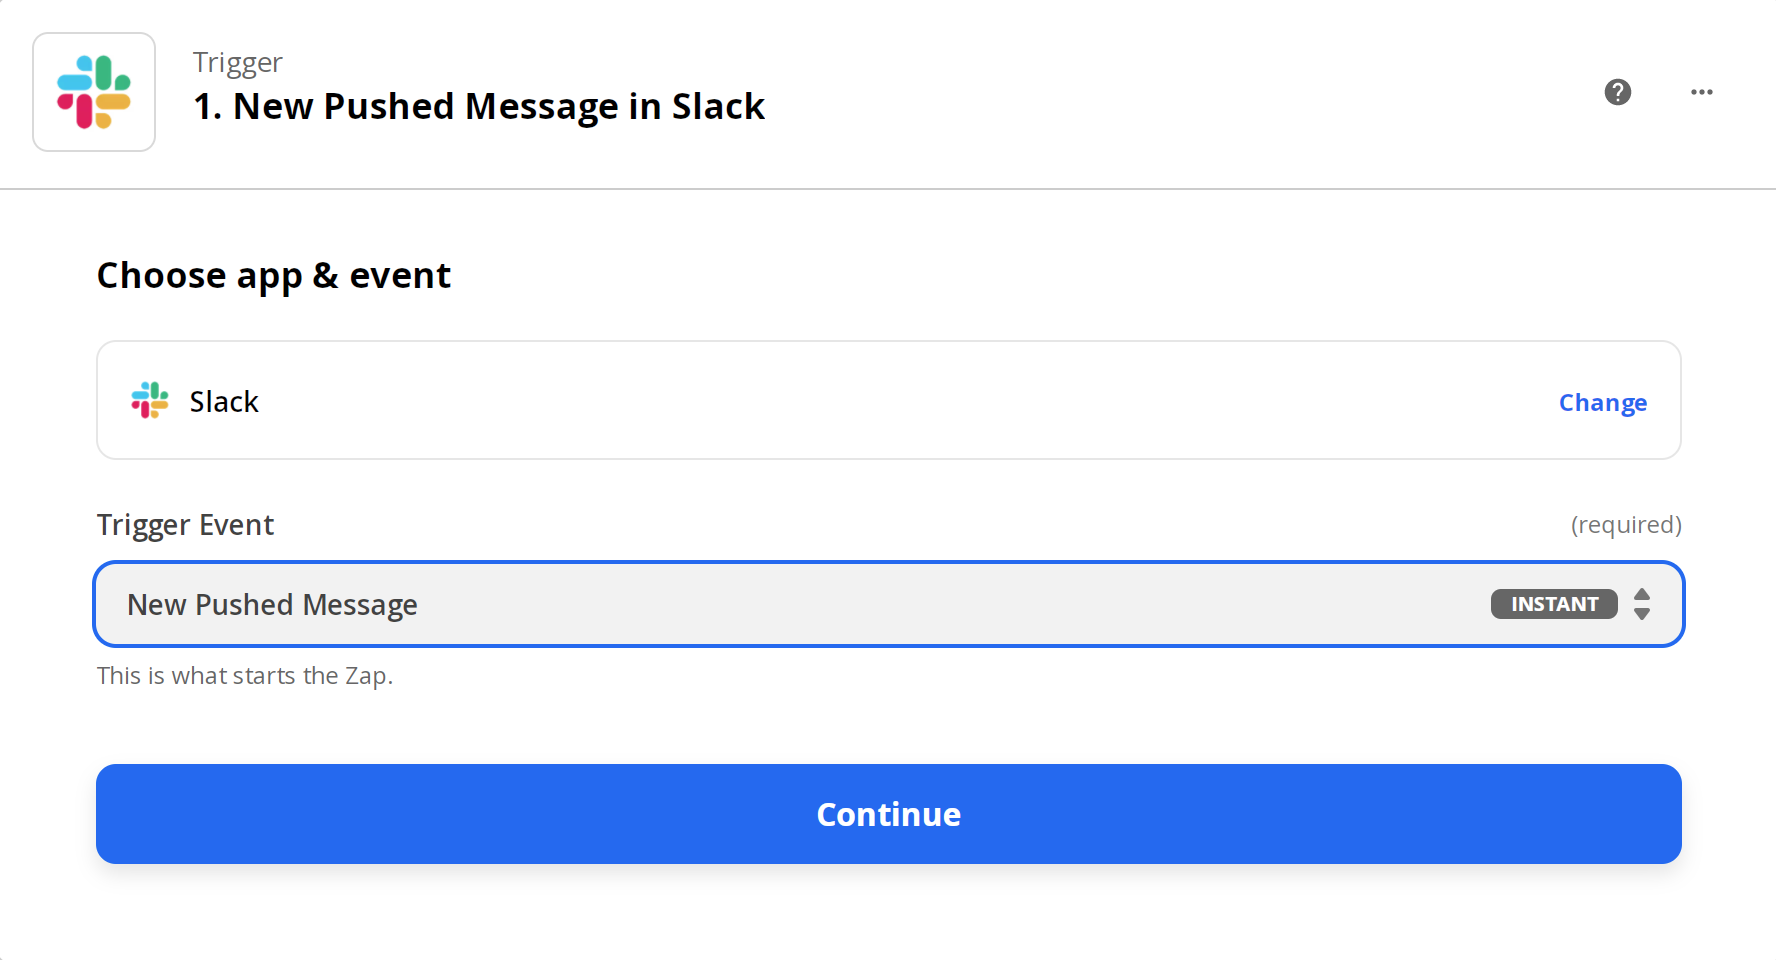 Trigger
1. New Pushed Message in Slack
Choose app & event
Slack
Change
Trigger Event
(required)
New Pushed Message
INSTANT
This is what starts the Zap.
Continue